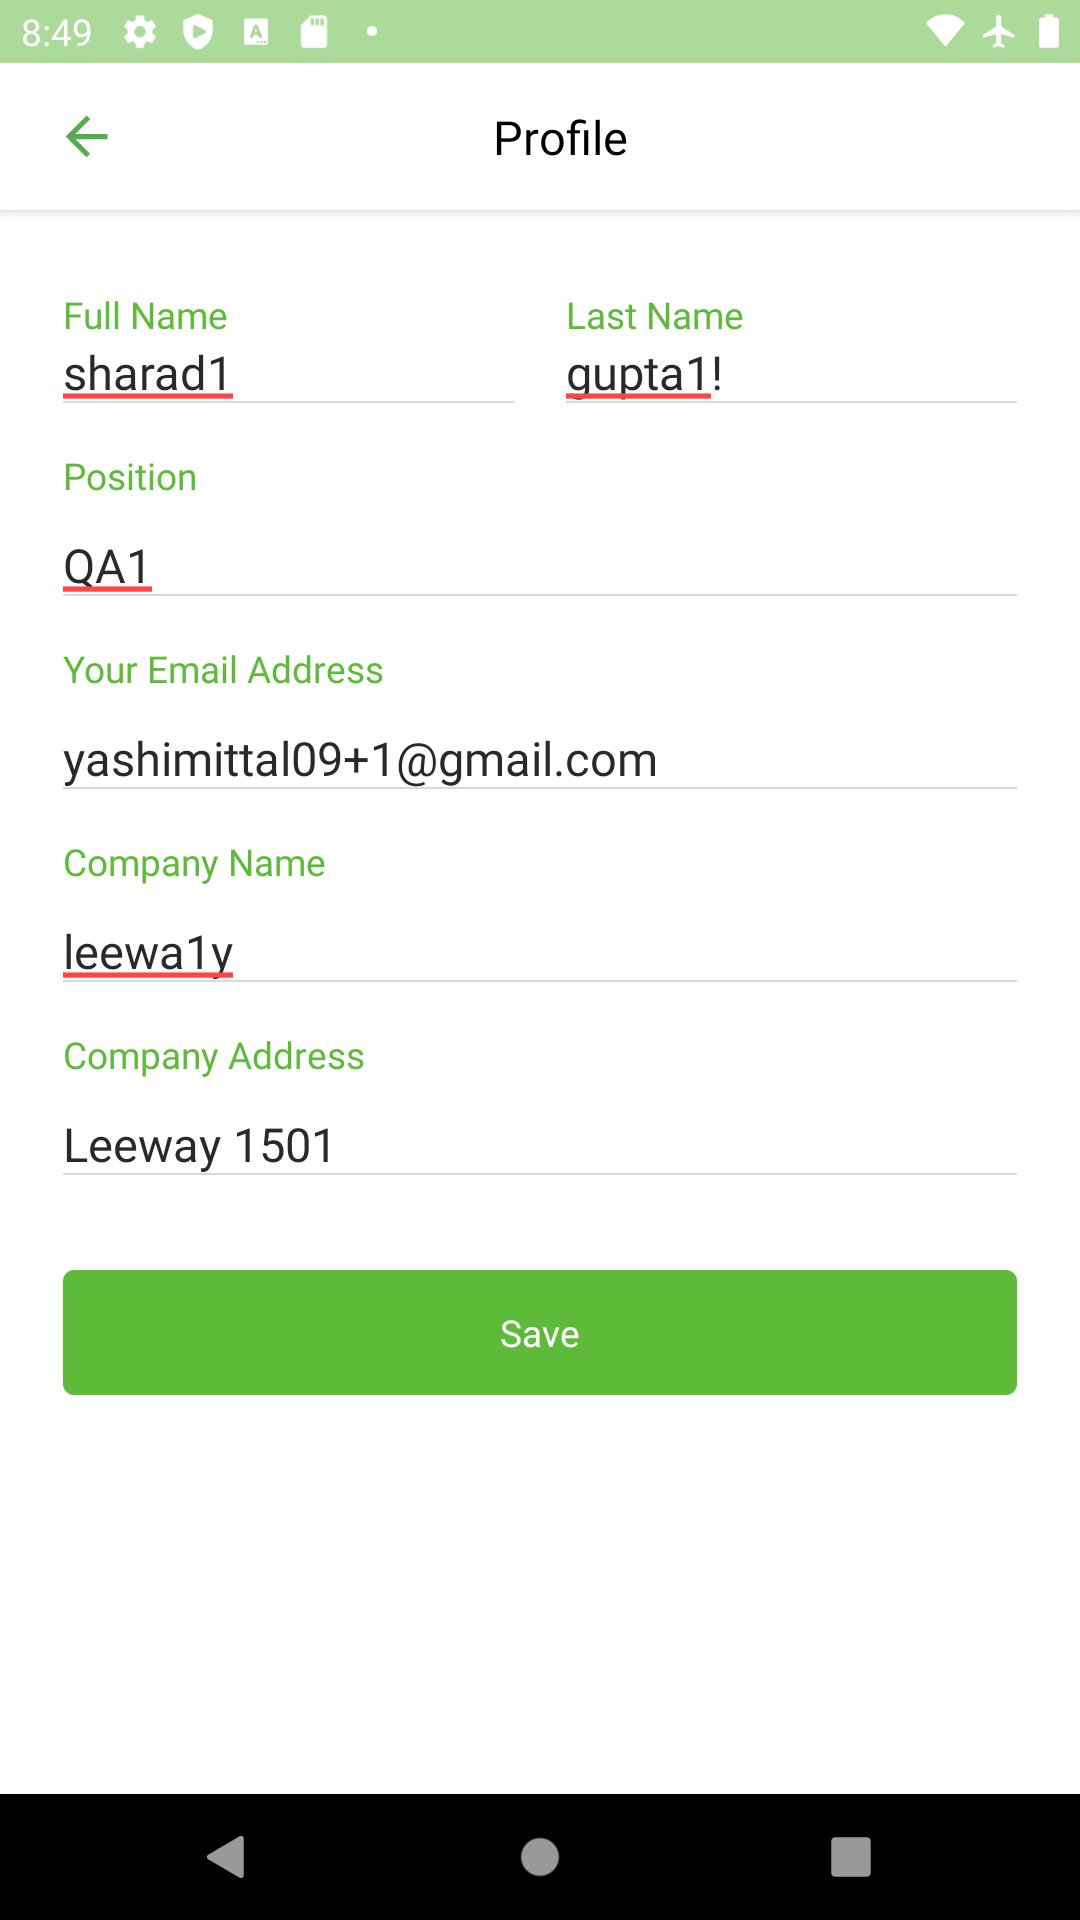 8:49
Profile
Full Name
Last Name
sharad1
gupta1!
Position
QA1
Your Email Address
yashimittal09+1@gmail.com
Company Name
leewa1y
Company Address
Leeway 1501
Save